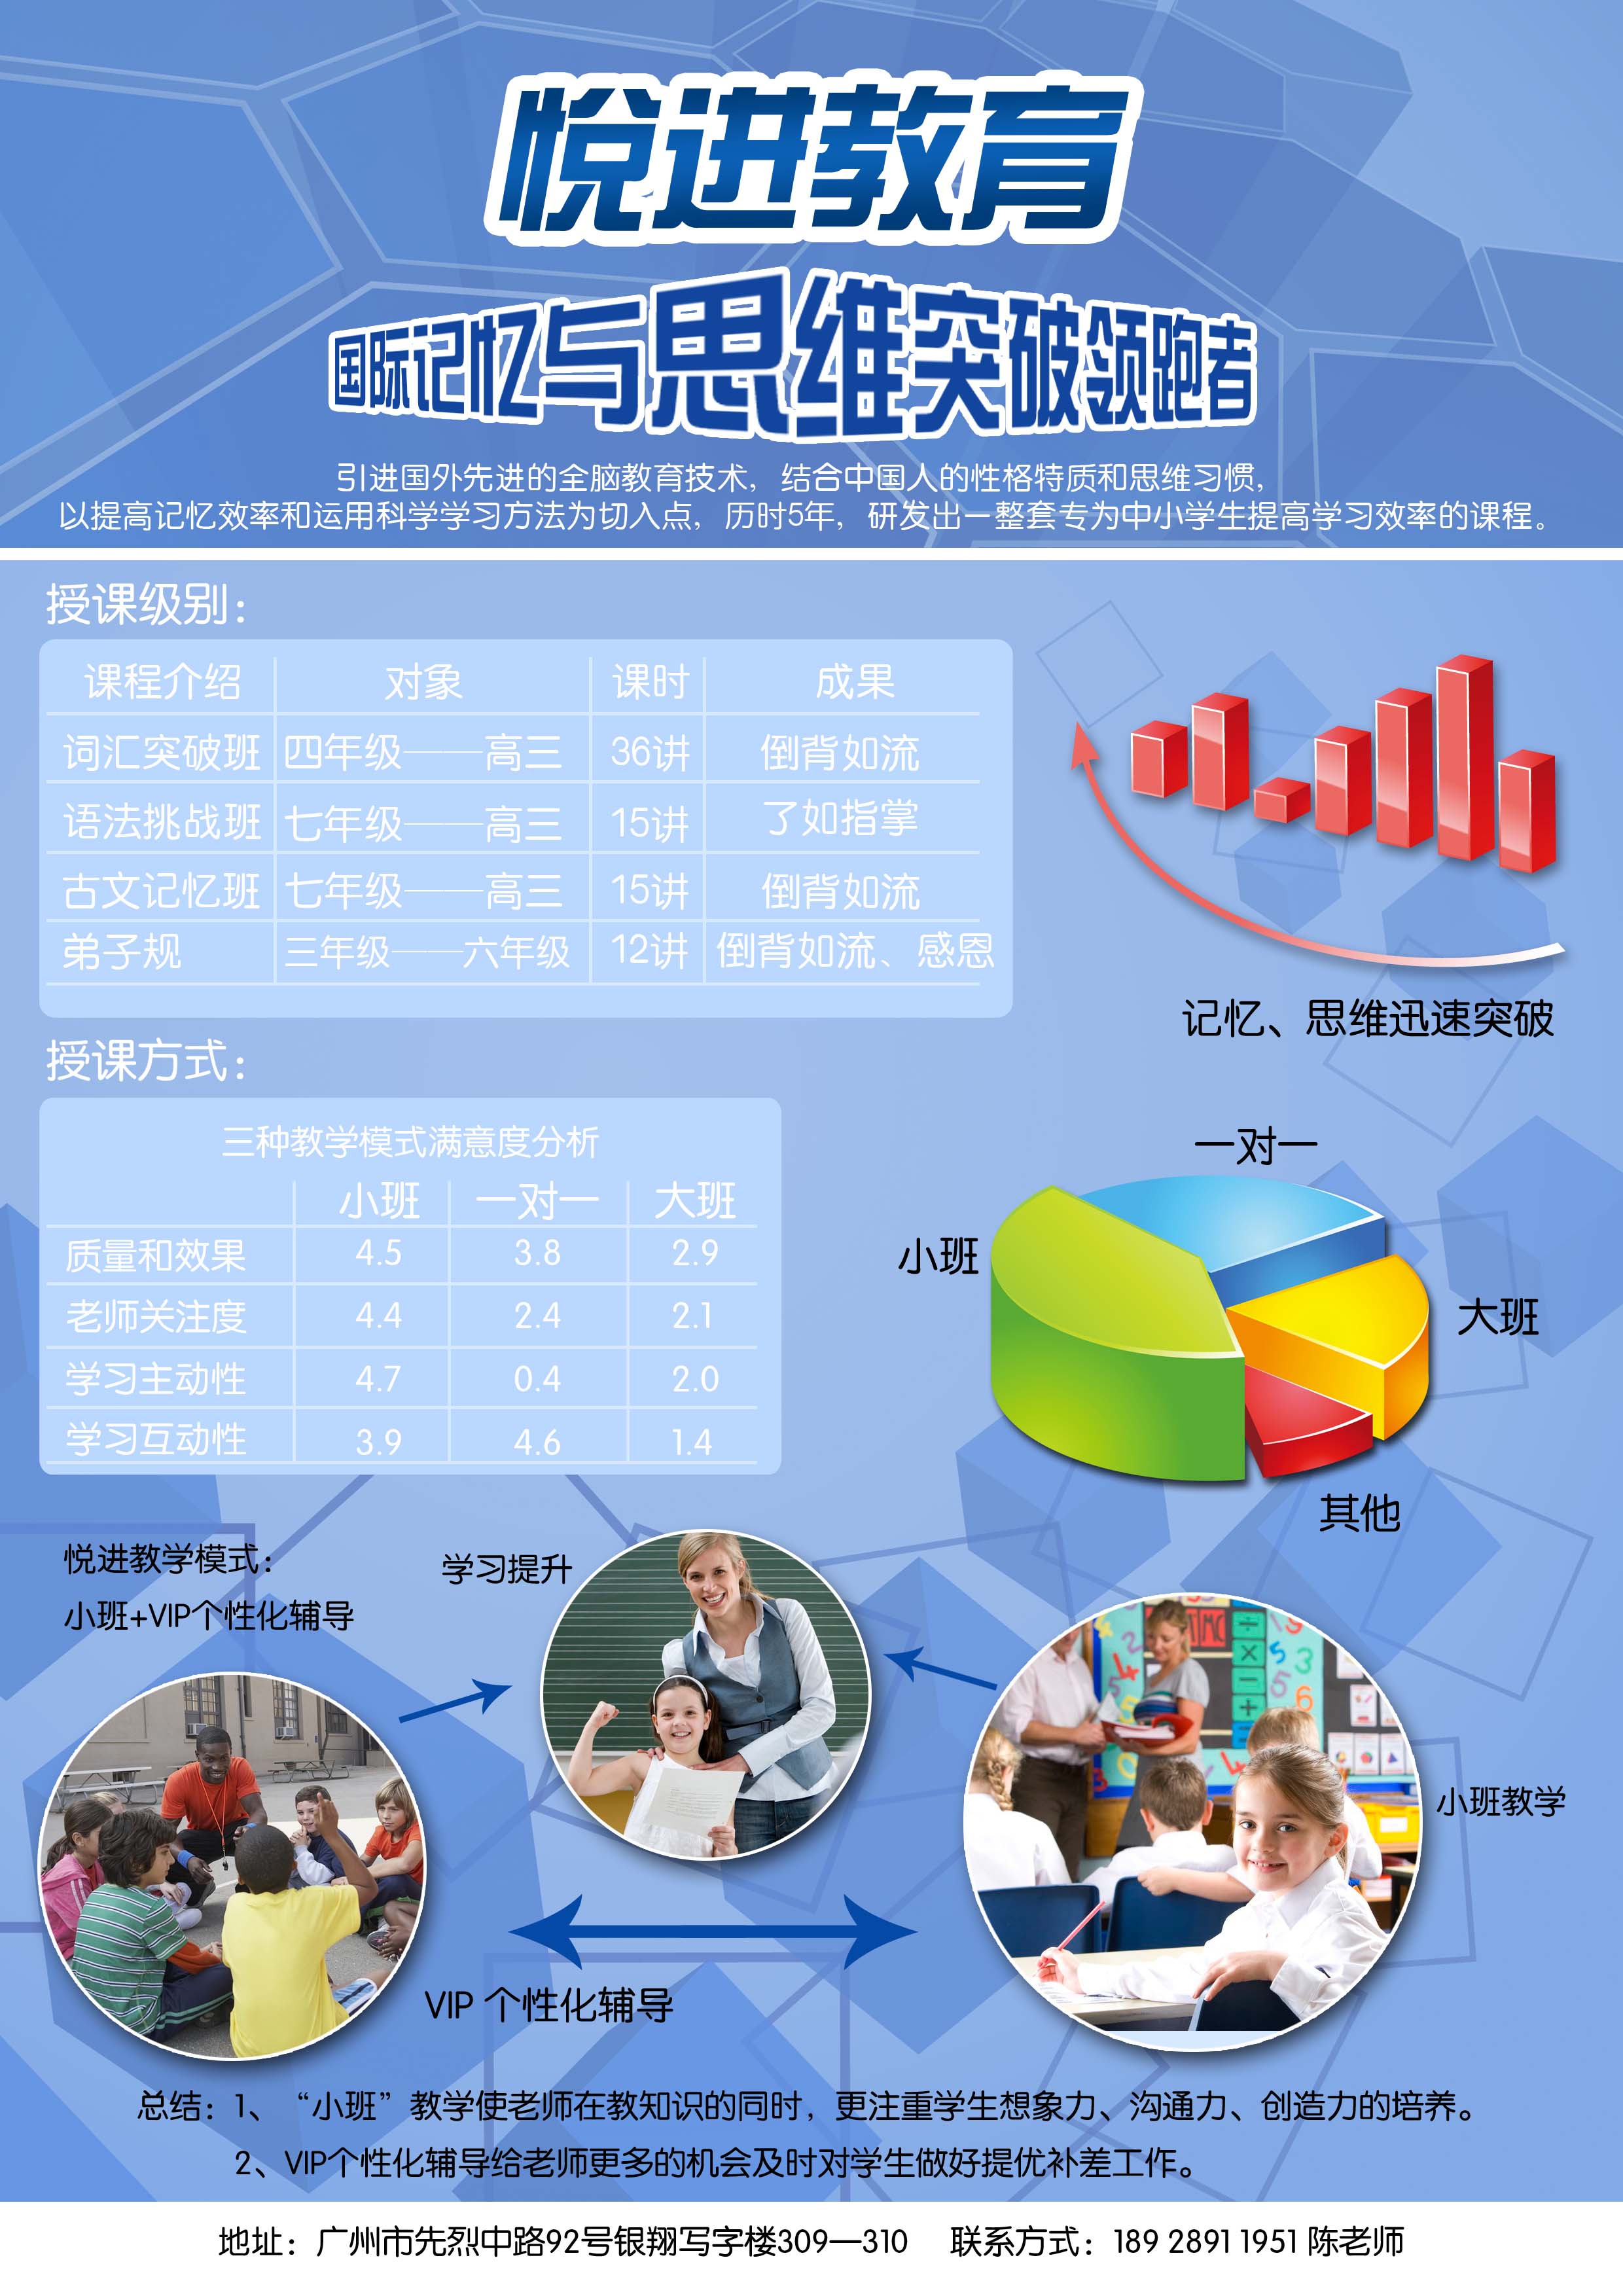 悦进教育
国际记忆与思维突破领跑者
引进国外先进的全脑教育技术，结合中国人的性格特质和思维习惯，
以提高记忆效率和运用科学学习方法为切入点，历时5年，研发出一整套专为中小学生提高学习效率的课程。
授课级别：
课程介绍 对象 课时 成果
词汇突破班 四年级——高三 36讲 倒背如流
语法挑战班 七年级——高三 15讲 了如指掌
古文记忆班 七年级——高三 15讲 倒背如流
弟子规 三年级——六年级 12讲 倒背如流、感恩
记忆、思维迅速突破
授课方式：
三种教学模式满意度分析
小班 一对一 大班
质量和效果 4.5 3.8 2.9
老师关注度 4.4 2.4 2.1
学习主动性 4.7 0.4 2.0
学习互动性 3.9 4.6 1.4
一对一
小班
大班
其他
悦进教学模式：
小班+VIP个性化辅导
学习提升
小班教学
VIP 个性化辅导
总结：1、“小班”教学使老师在教知识的同时，更注重学生想象力、沟通力、创造力的培养。
2、VIP个性化辅导给老师更多的机会及时对学生做好提优补差工作。
地址：广州市先烈中路92号银翔写字楼309—310 联系方式：189 2891 1951 陈老师